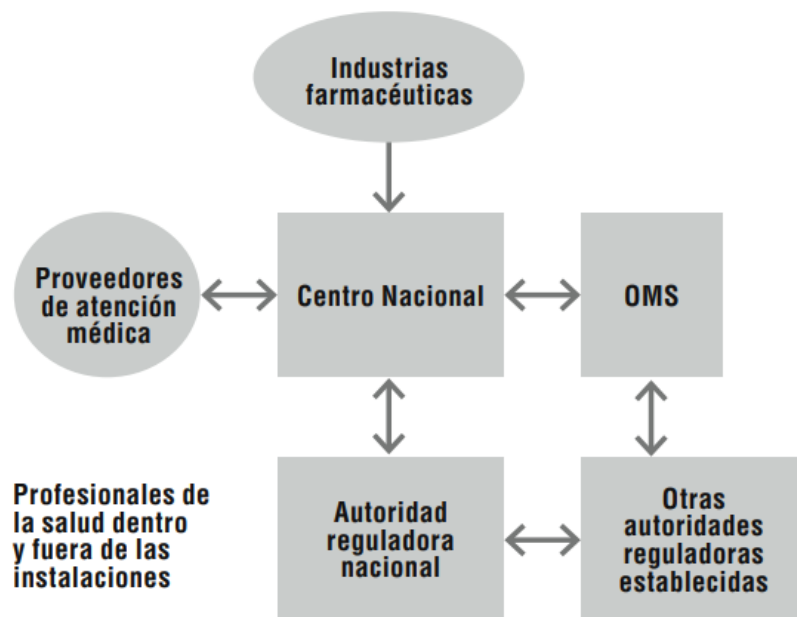 Industrias
farmacéuticas
Proveedores
de atención
médica
Centro Nacional
OMS
Profesionales de
la salud dentro
y fuera de las
instalaciones
Autoridad
reguladora
nacional
Otras
autoridades
reguladoras
establecidas